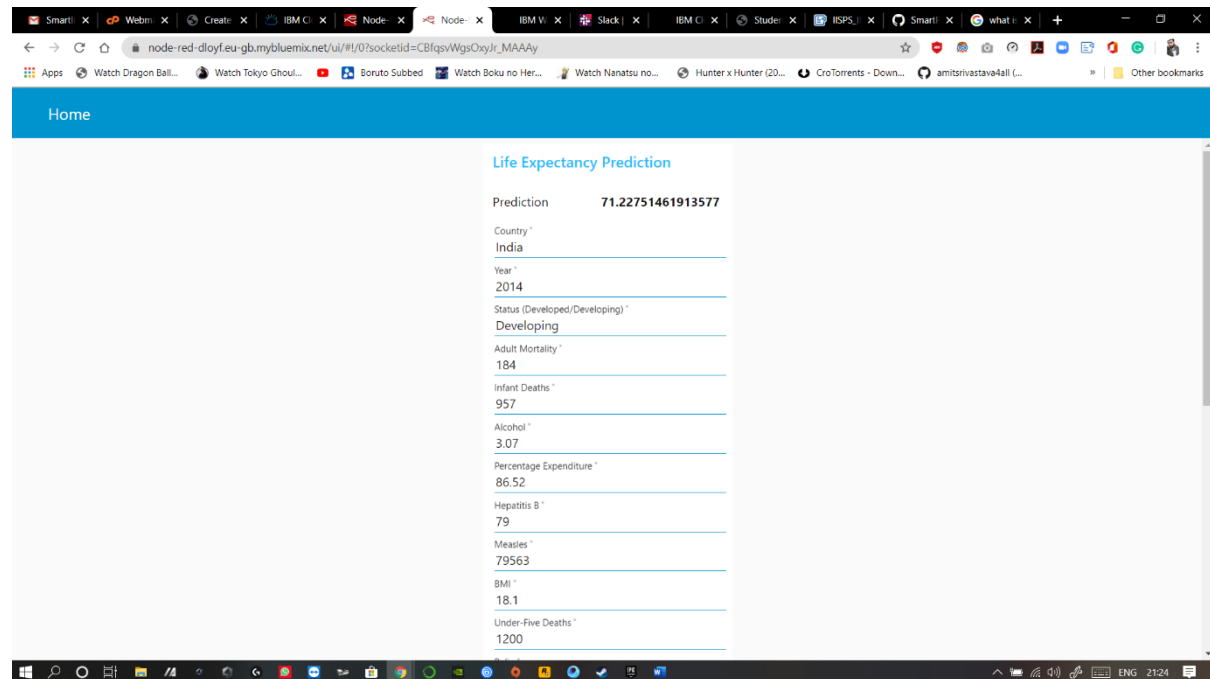 Smarti
Webm
Create
IBM Cl
Node-
Node-
IBM W
Slack |
IBM Cl
Studer
IISPS_I
Smarti
what is
node-red-dloyf.eu-gb.mybluemix.net/ui/#!/0?socketid=CBfqsvWgsOxyJr_MAAAy
Apps
Watch Dragon Ball...
Watch Tokyo Ghoul...
Boruto Subbed
Watch Boku no Her...
Watch Nanatsu no...
Hunter x Hunter (20...
CroTorrents - Down...
amitsrivastava4all (...
»
Other bookmarks
Home
Life Expectancy Prediction
Prediction 71.22751461913577
Country *
India
Year *
2014
Status (Developed/Developing) *
Developing
Adult Mortality *
184
Infant Deaths *
957
Alcohol *
3.07
Percentage Expenditure *
86.52
Hepatitis B *
79
Measles *
79563
BMI *
18.1
Under-Five Deaths *
1200
ENG 21:24